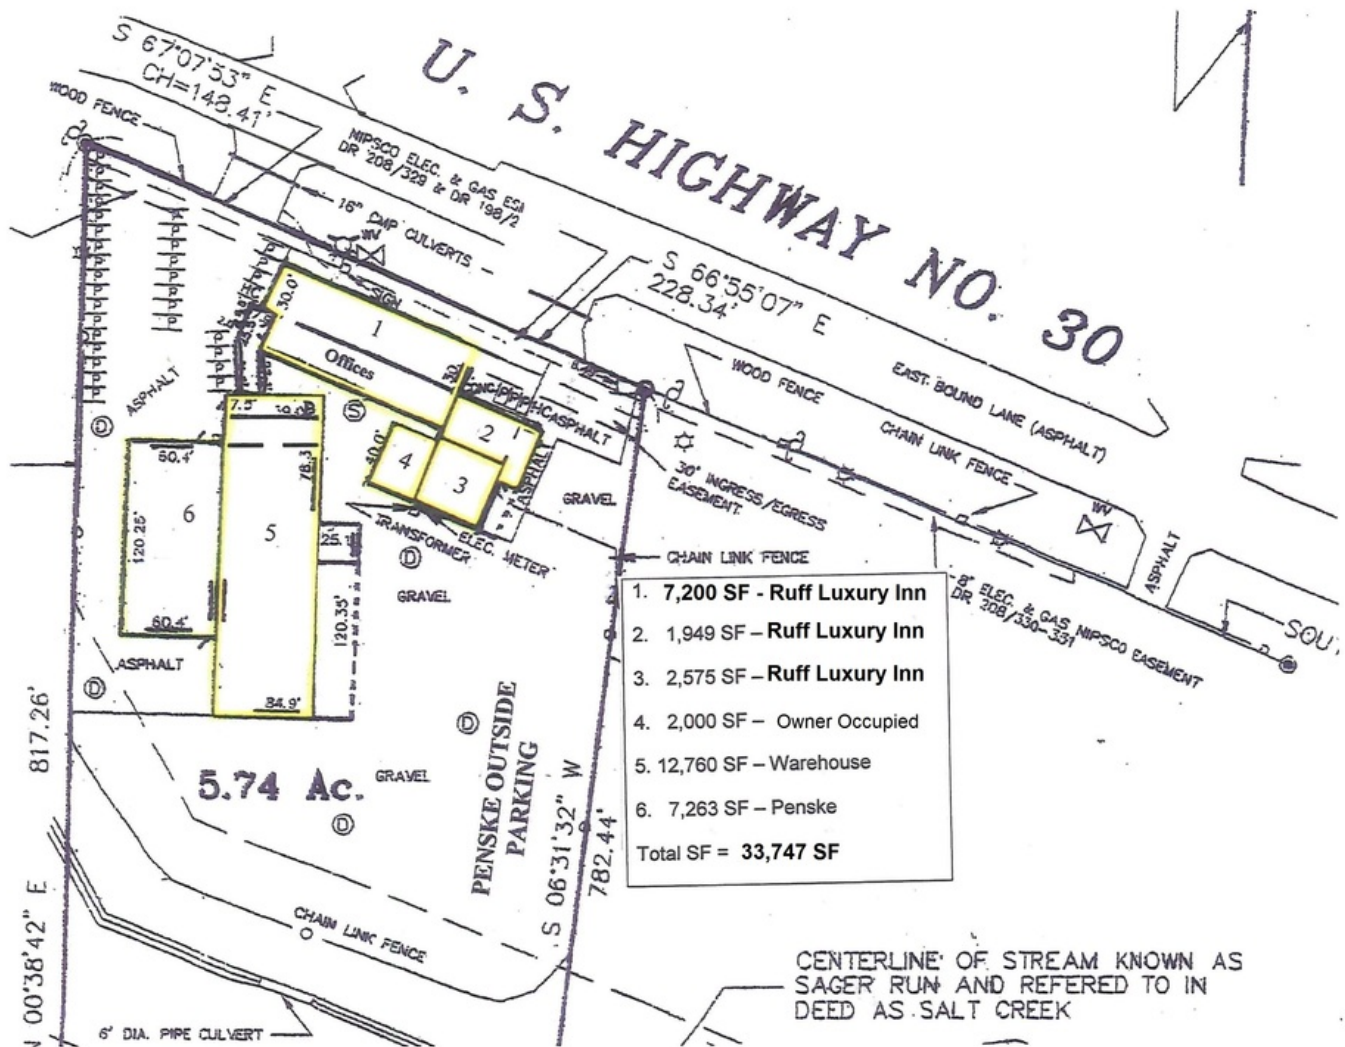 S 67°07'53" E
CH=148.41'
WOOD FENCE
U. S. HIGHWAY NO. 30
NIPSCO ELEC. & GAS
DR 208/329 & DR 198/2
16" CMP CULVERTS
WV
SIGN
S 66°55'07" E
228.34'
30.0'
1
Offices
WOOD FENCE
EAST BOUND LANE (ASPHALT)
CHAIN LINK FENCE
ASPHALT
D
S
ASPHALT
2
40.0'
4
3
ASPHALT
GRAVEL
30' INGRESS/EGRESS
EASEMENT
WV
ASPHALT
60.4'
78.3
6
5
120.25'
25.
TRANSFORMER
ELEC. METER
D
GRAVEL
CHAIN LINK FENCE
8" ELEC. & GAS NIPSCO EASEMENT
DR 208/330-331
SOU
60.4'
120.35'
ASPHALT
D
84.9'
1. 7,200 SF - Ruff Luxury Inn
2. 1,949 SF – Ruff Luxury Inn
3. 2,575 SF – Ruff Luxury Inn
4. 2,000 SF – Owner Occupied
5. 12,760 SF – Warehouse
6. 7,263 SF – Penske
Total SF = 33,747 SF
817.26'
D
PENSKE OUTSIDE
PARKING
5.74 Ac.
GRAVEL
D
S 06°31'32" W
782.44'
N 00°38'42" E
CHAIN LINK FENCE
6' DIA. PIPE CULVERT
CENTERLINE OF STREAM KNOWN AS
SAGER RUN AND REFERED TO IN
DEED AS SALT CREEK